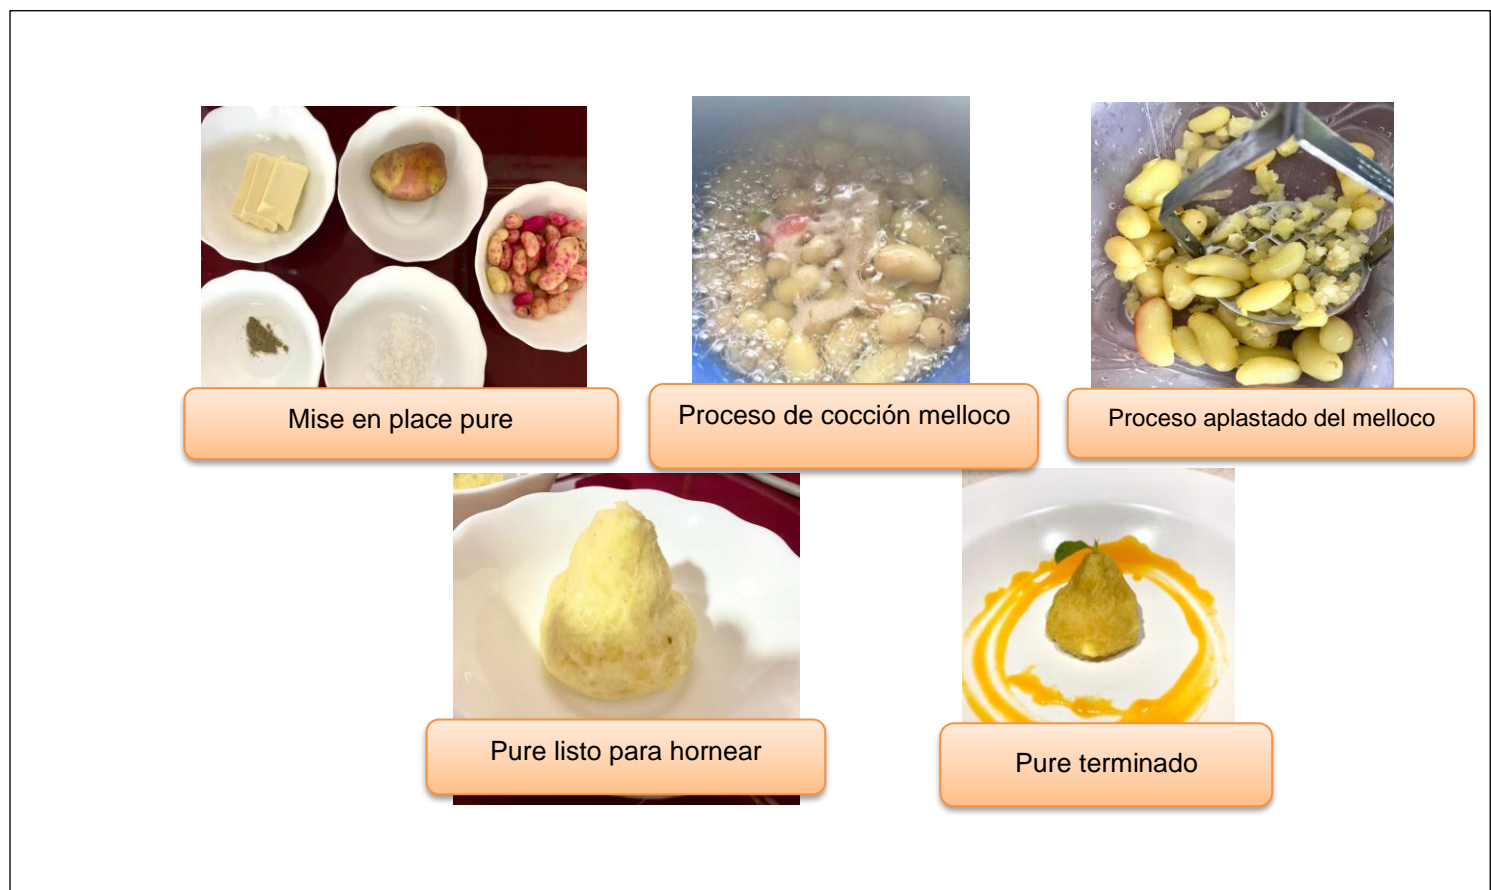 Mise en place pure
Proceso de cocción melloco
Proceso aplastado del melloco
Pure listo para hornear
Pure terminado